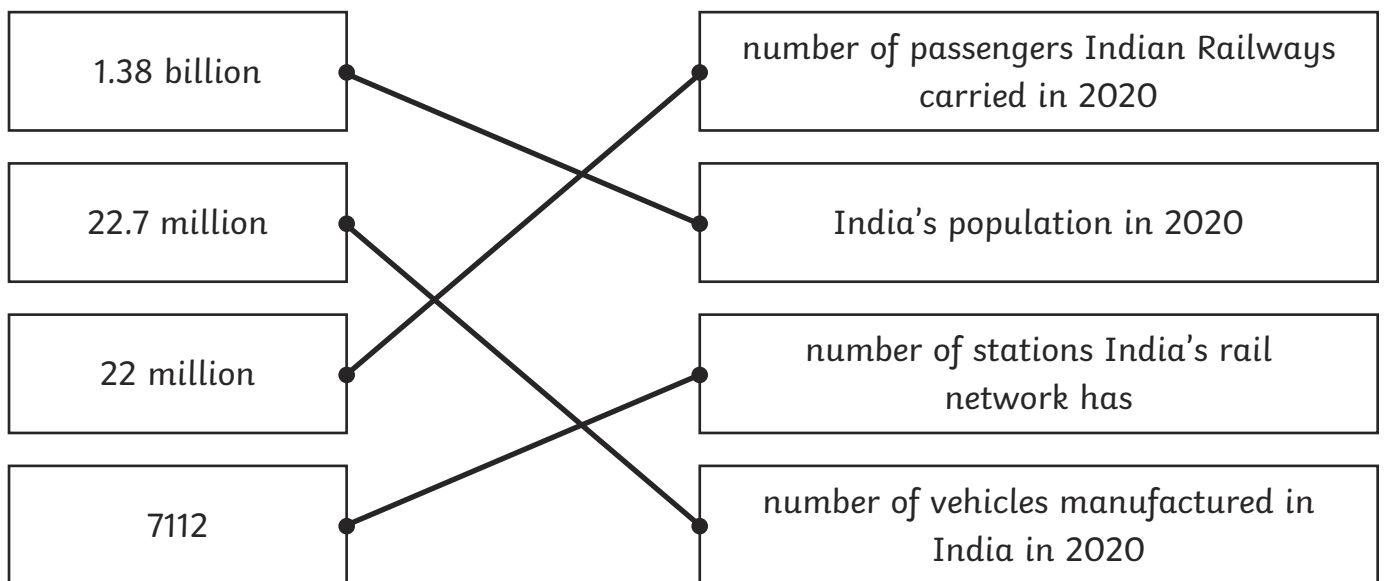 1.38 billion
number of passengers Indian Railways
carried in 2020
22.7 million
India's population in 2020
22 million
number of stations India's rail
network has
7112
number of vehicles manufactured in
India in 2020